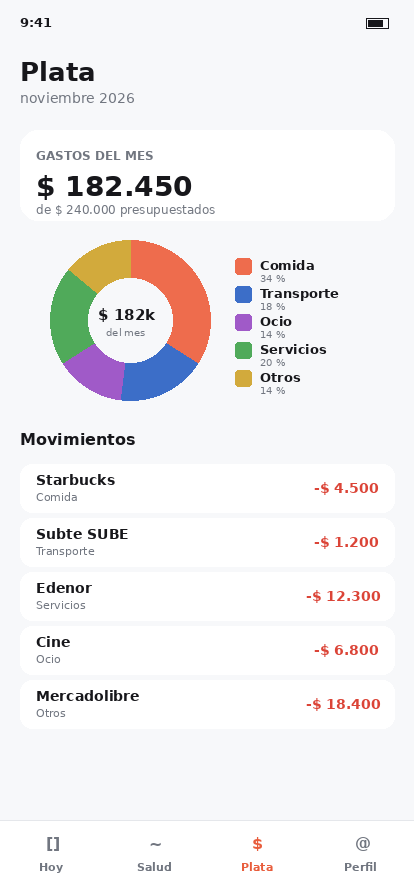 9:41
Plata
noviembre 2026
GASTOS DEL MES
$ 182.450
de $ 240.000 presupuestados
$ 182k
del mes
Comida
34 %
Transporte
18 %
Ocio
14 %
Servicios
20 %
Otros
14 %
Movimientos
Starbucks
Comida
-$ 4.500
Subte SUBE
Transporte
-$ 1.200
Edenor
Servicios
-$ 12.300
Cine
Ocio
-$ 6.800
Mercadolibre
Otros
-$ 18.400
[] ~ $ @
Hoy Salud Plata Perfil